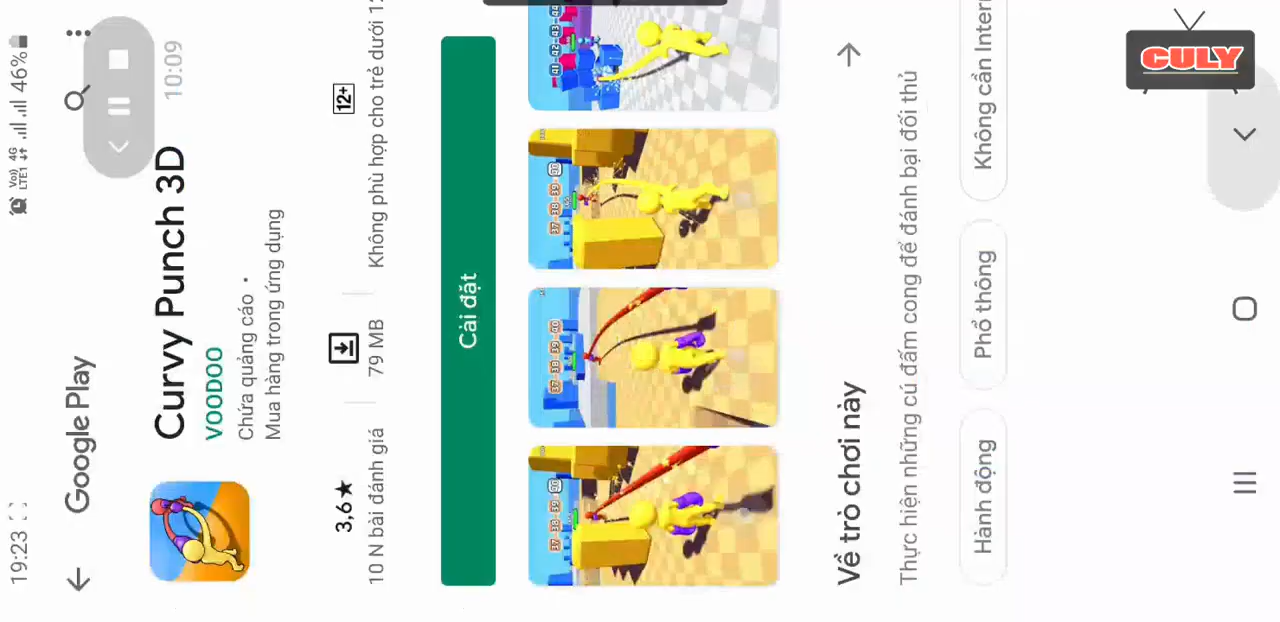 19:23
Vo)) 4G
LTE1 46%
Google Play
10:09
Curvy Punch 3D
VOODOO
Chứa quảng cáo •
Mua hàng trong ứng dụng
3,6★
10 N bài đánh giá
79 MB
12+
Không phù hợp cho trẻ dưới
Cài đặt
Về trò chơi này
Thực hiện những cú đấm cong để đánh bại đối thủ
Hành động
Phổ thông
Không cần
CULY